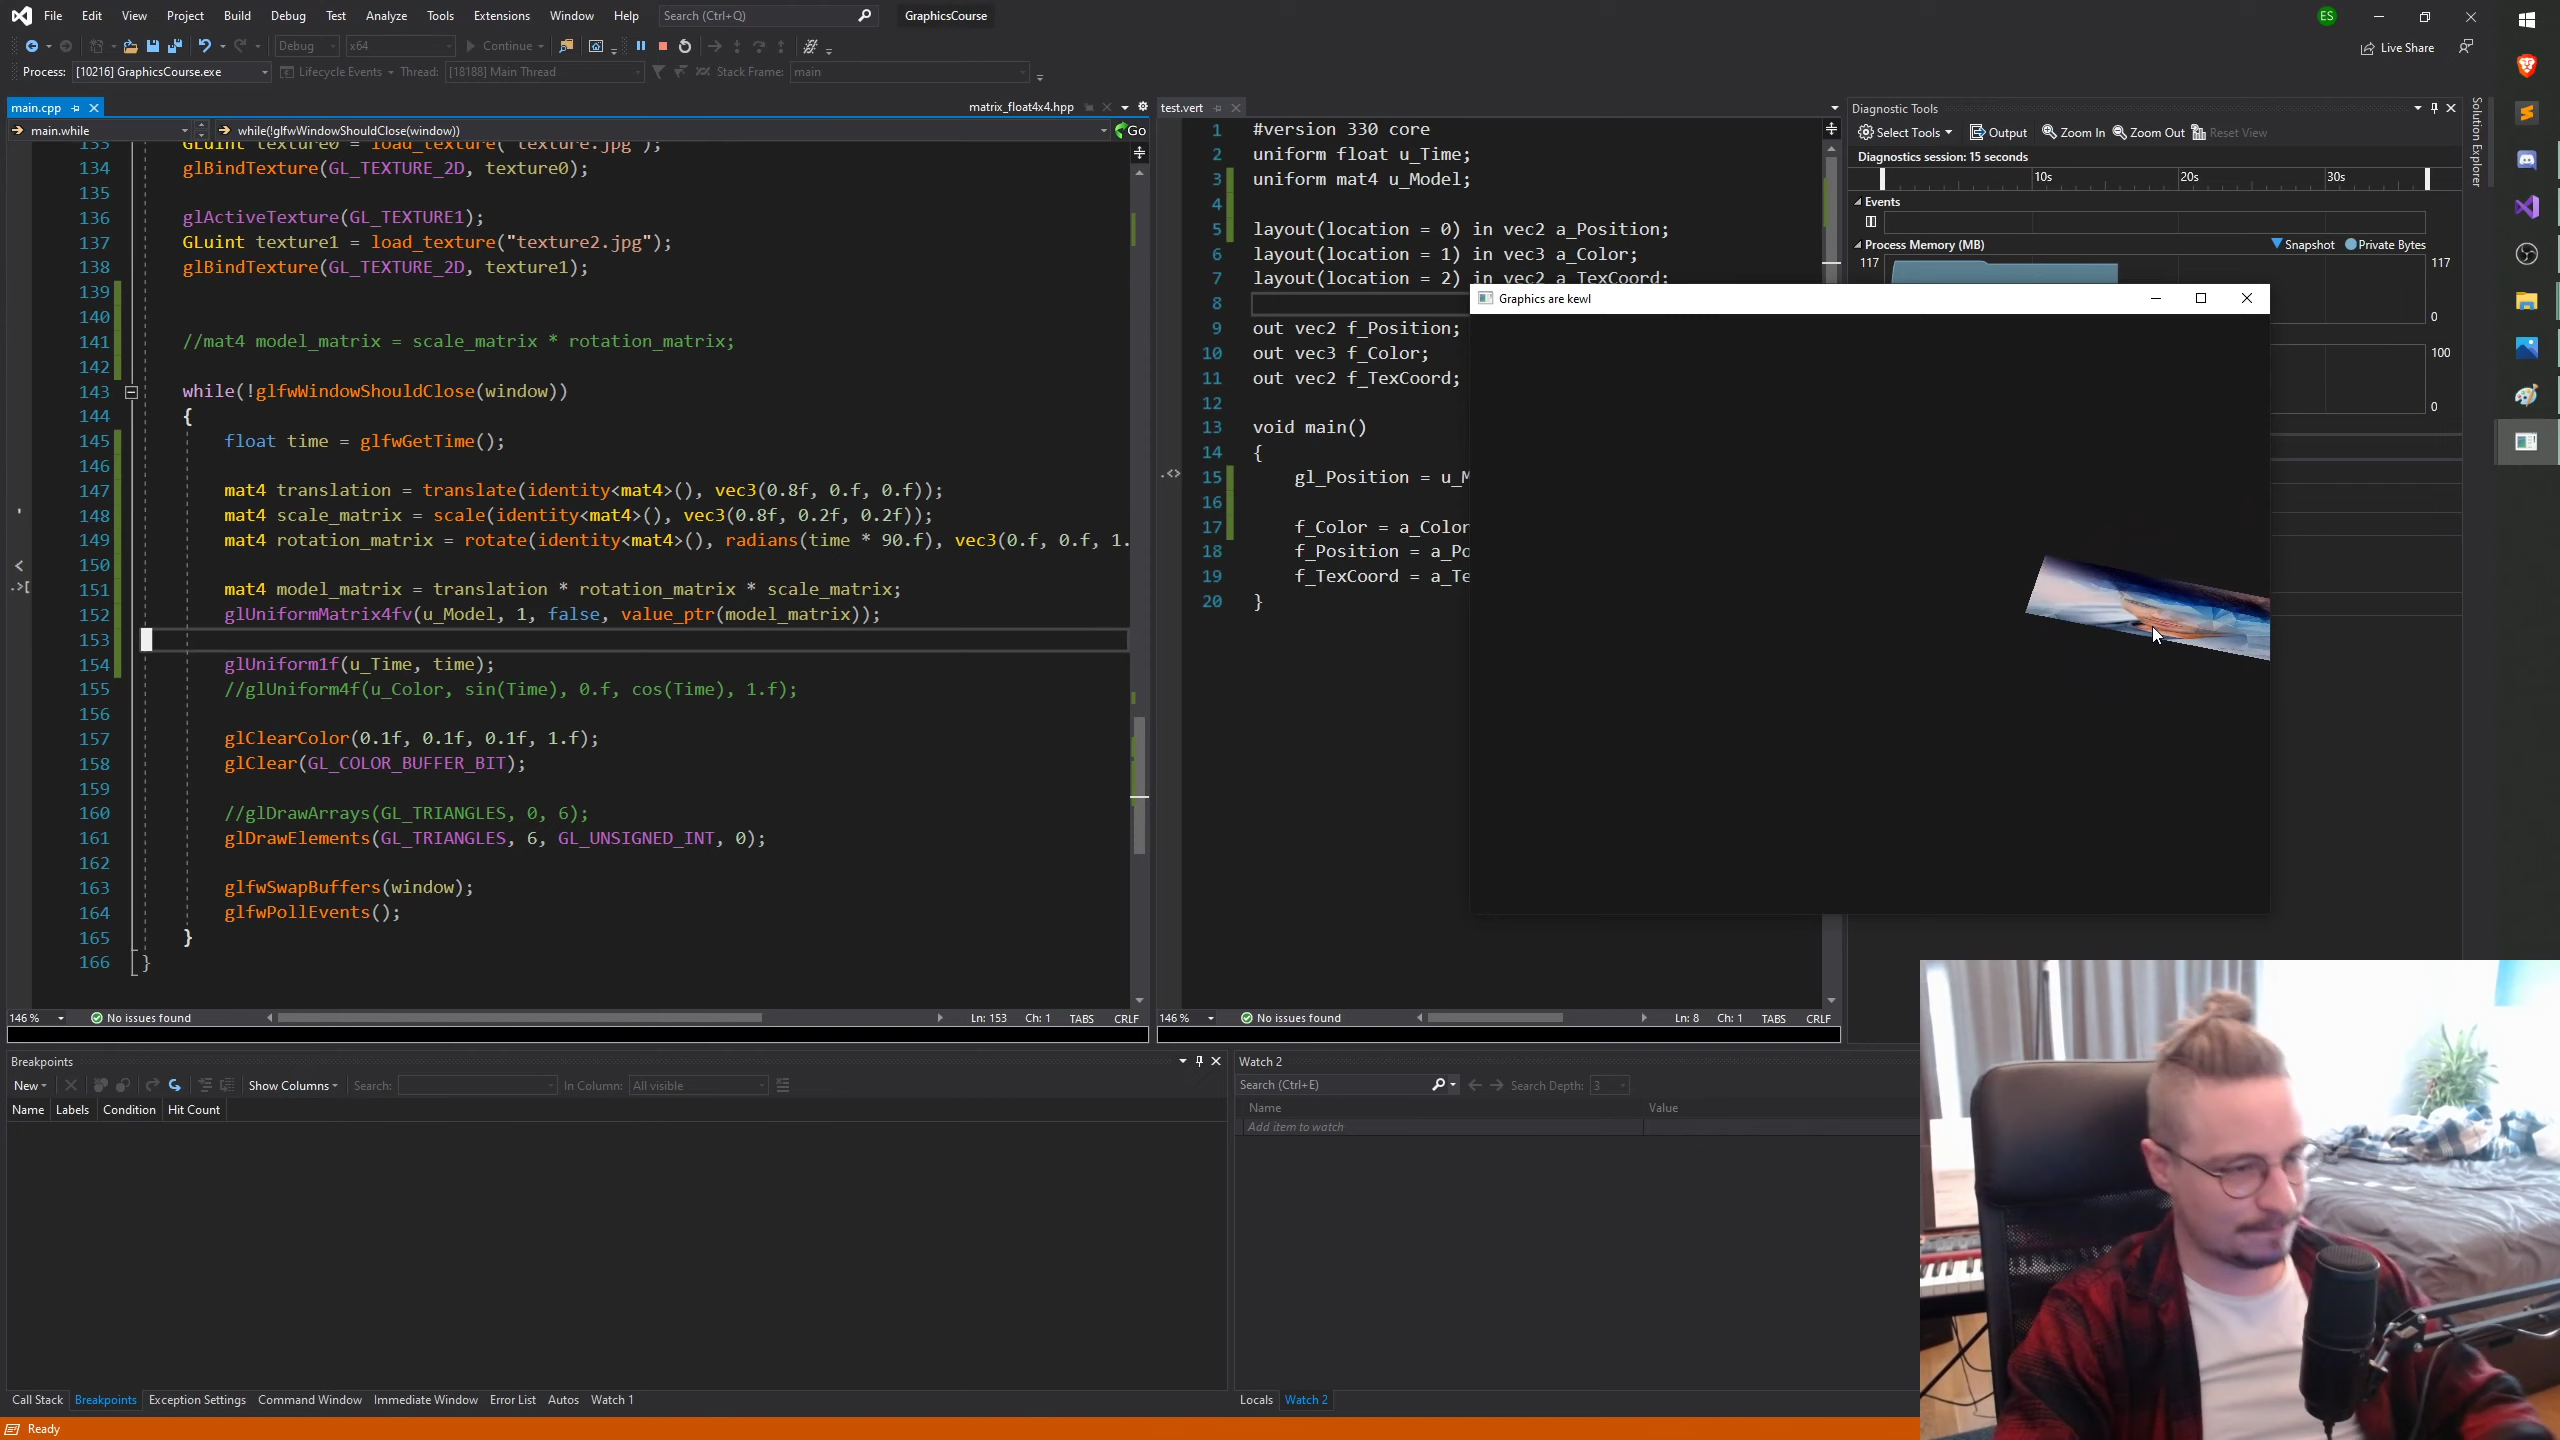 File Edit View Project Build Debug Test Analyze Tools Extensions Window Help Search (Ctrl+Q) GraphicsCourse ES
Debug x64 Continue Live Share
Process: [10216] GraphicsCourse.exe Lifecycle Events Thread: [18188] Main Thread Stack Frame: main
main.cpp matrix_float4x4.hpp
main.while while(!glfwWindowShouldClose(window)) Go
133 GLuint texture0 = load_texture("texture.jpg");
134 glBindTexture(GL_TEXTURE_2D, texture0);
135
136 glActiveTexture(GL_TEXTURE1);
137 GLuint texture1 = load_texture("texture2.jpg");
138 glBindTexture(GL_TEXTURE_2D, texture1);
139
140
141 //mat4 model_matrix = scale_matrix * rotation_matrix;
142
143 while(!glfwWindowShouldClose(window))
144 {
145 float time = glfwGetTime();
146
147 mat4 translation = translate(identity<mat4>(), vec3(0.8f, 0.f, 0.f));
148 mat4 scale_matrix = scale(identity<mat4>(), vec3(0.8f, 0.2f, 0.2f));
149 mat4 rotation_matrix = rotate(identity<mat4>(), radians(time * 90.f), vec3(0.f, 0.f, 1.
150
151 mat4 model_matrix = translation * rotation_matrix * scale_matrix;
152 glUniformMatrix4fv(u_Model, 1, false, value_ptr(model_matrix));
153
154 glUniform1f(u_Time, time);
155 //glUniform4f(u_Color, sin(Time), 0.f, cos(Time), 1.f);
156
157 glClearColor(0.1f, 0.1f, 0.1f, 1.f);
158 glClear(GL_COLOR_BUFFER_BIT);
159
160 //glDrawArrays(GL_TRIANGLES, 0, 6);
161 glDrawElements(GL_TRIANGLES, 6, GL_UNSIGNED_INT, 0);
162
163 glfwSwapBuffers(window);
164 glfwPollEvents();
165 }
166 }
146 % No issues found Ln: 153 Ch: 1 TABS CRLF
test.vert
1 #version 330 core
2 uniform float u_Time;
3 uniform mat4 u_Model;
4
5 layout(location = 0) in vec2 a_Position;
6 layout(location = 1) in vec3 a_Color;
7 layout(location = 2) in vec2 a_TexCoord;
8
9 out vec2 f_Position;
10 out vec3 f_Color;
11 out vec2 f_TexCoord;
12
13 void main()
14 {
15 gl_Position = u_M
16
17 f_Color = a_Color
18 f_Position = a_Po
19 f_TexCoord = a_Te
20 }
146 % No issues found Ln: 8 Ch: 1 TABS CRLF
Graphics are kewl
Diagnostic Tools
Select Tools Output Zoom In Zoom Out Reset View
Diagnostics session: 15 seconds
10s 20s 30s
Events
Process Memory (MB) Snapshot Private Bytes
117 117
0
100
0
Solution Explorer
Breakpoints
New Show Columns Search: In Column: All visible
Name Labels Condition Hit Count
Call Stack Breakpoints Exception Settings Command Window Immediate Window Error List Autos Watch 1
Watch 2
Search (Ctrl+E) Search Depth: 3
Name Value
Add item to watch
Locals Watch 2
Ready